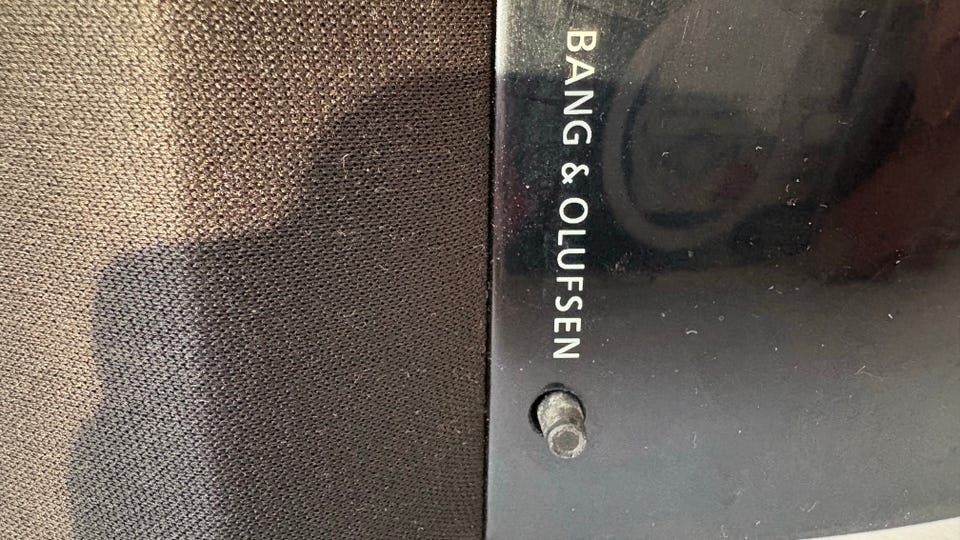 BANG & OLUFSEN